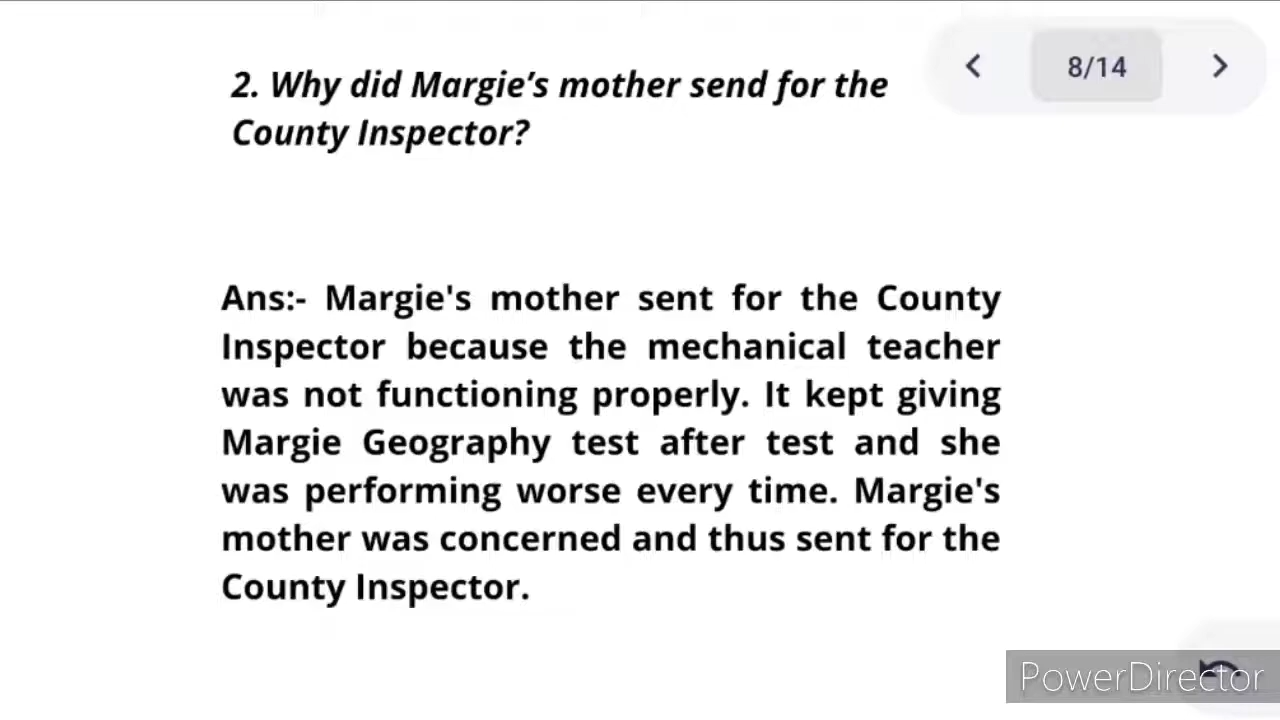 2. Why did Margie’s mother send for the
County Inspector?
8/14
Ans:- Margie's mother sent for the County
Inspector because the mechanical teacher
was not functioning properly. It kept giving
Margie Geography test after test and she
was performing worse every time. Margie's
mother was concerned and thus sent for the
County Inspector.
PowerDirector